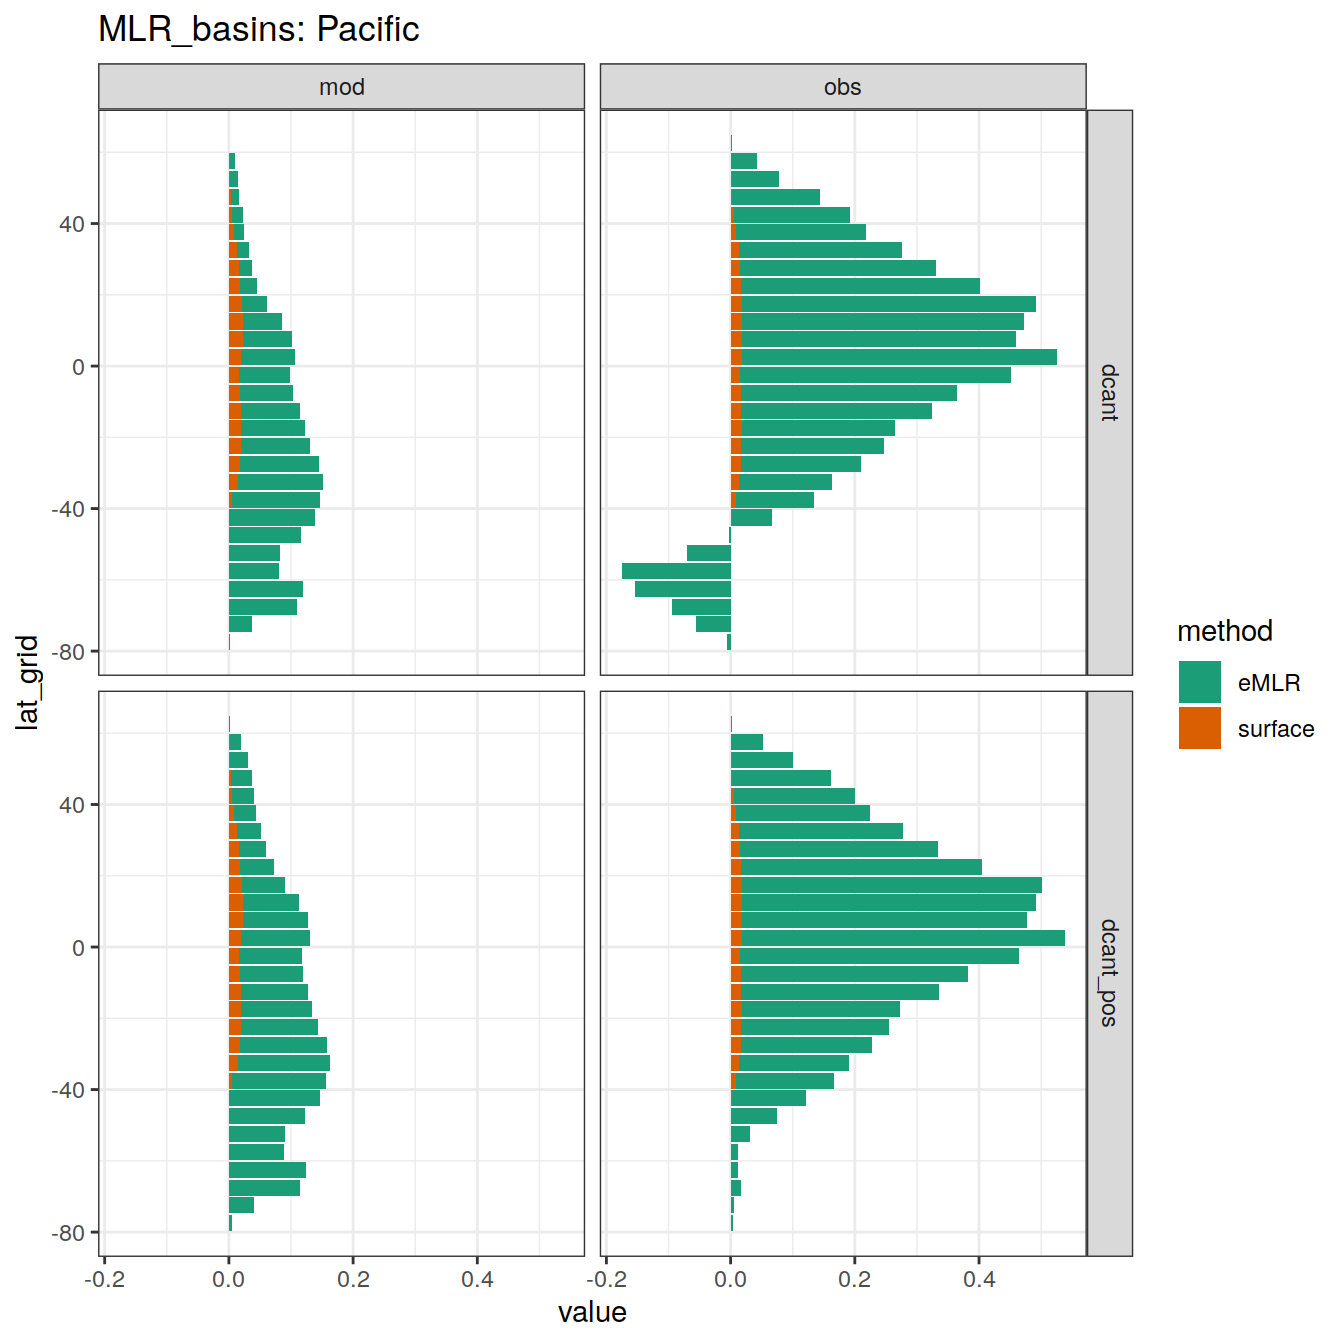 MLR_basins: Pacific
mod
obs
40
0
-40
-80
dcant
40
0
-40
-80
dcant_pos
lat_grid
-0.2 0.0 0.2 0.4
-0.2 0.0 0.2 0.4
value
method
eMLR
surface